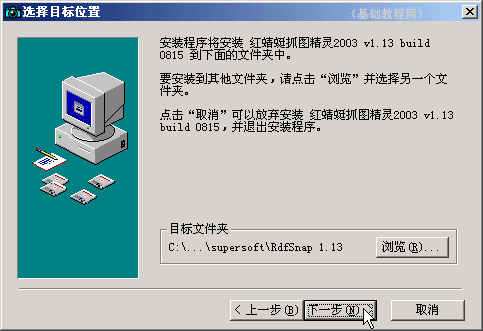 选择目标位置
《基础教程网》
安装程序将安装 红蜻蜓抓图精灵2003 v1.13 build
0815 到下面的文件夹中。
要安装到其他文件夹，请点击“浏览”并选择另一个文
件夹。
点击“取消”可以放弃安装 红蜻蜓抓图精灵2003 v1.13
build 0815，并退出安装程序。
目标文件夹
C:\...\supersoft\RdfSnap 1.13
浏览(R)...
< 上一步(B)
下一步(N) >
取消